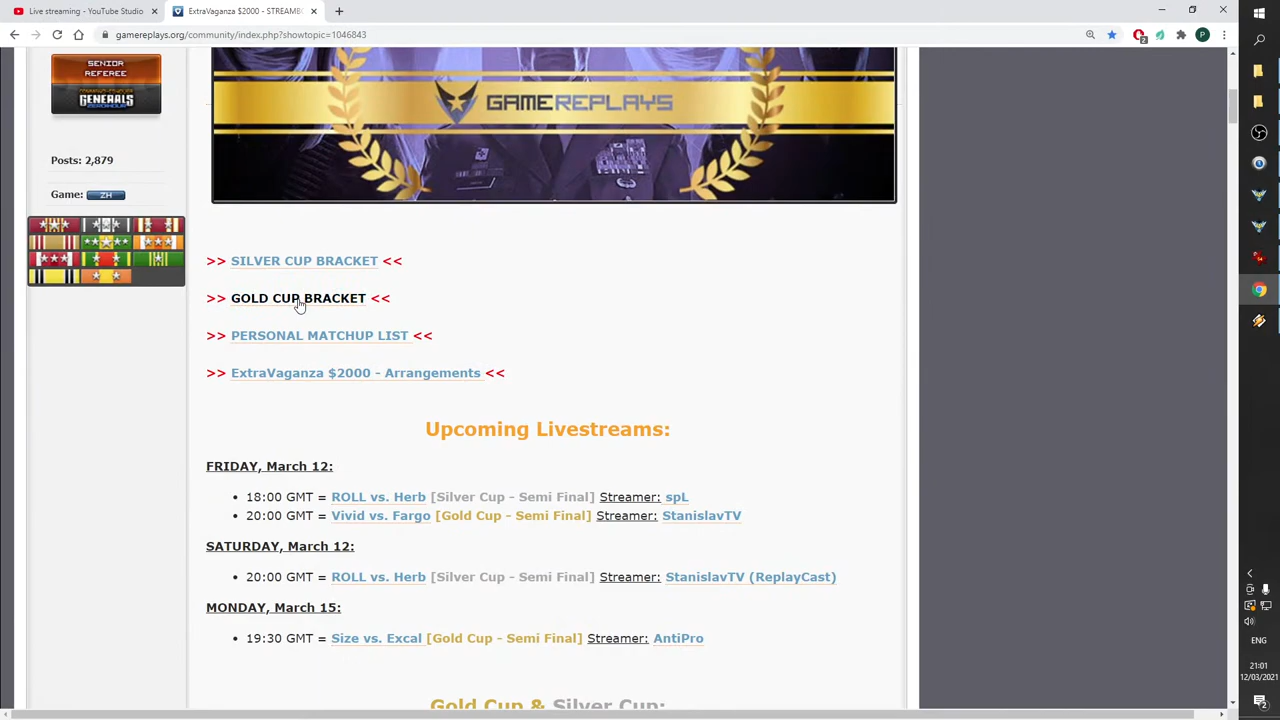 Live streaming - YouTube Studio
ExtraVaganza $2000 - STREAMBO
gamereplays.org/community/index.php?showtopic=1046843
SENIOR
REFEREE
GENERALS
Posts: 2,879
Game: ZH
GAMEREPLAYS
>> SILVER CUP BRACKET <<
>> GOLD CUP BRACKET <<
>> PERSONAL MATCHUP LIST <<
>> ExtraVaganza $2000 - Arrangements <<
Upcoming Livestreams:
FRIDAY, March 12:
• 18:00 GMT = ROLL vs. Herb [Silver Cup - Semi Final] Streamer: spL
• 20:00 GMT = Vivid vs. Fargo [Gold Cup - Semi Final] Streamer: StanislavTV
SATURDAY, March 12:
• 20:00 GMT = ROLL vs. Herb [Silver Cup - Semi Final] Streamer: StanislavTV (ReplayCast)
MONDAY, March 15:
• 19:30 GMT = Size vs. Excal [Gold Cup - Semi Final] Streamer: AntiPro
Gold Cup & Silver Cup:
P
2
ENG
21:01
12/03/2021
2